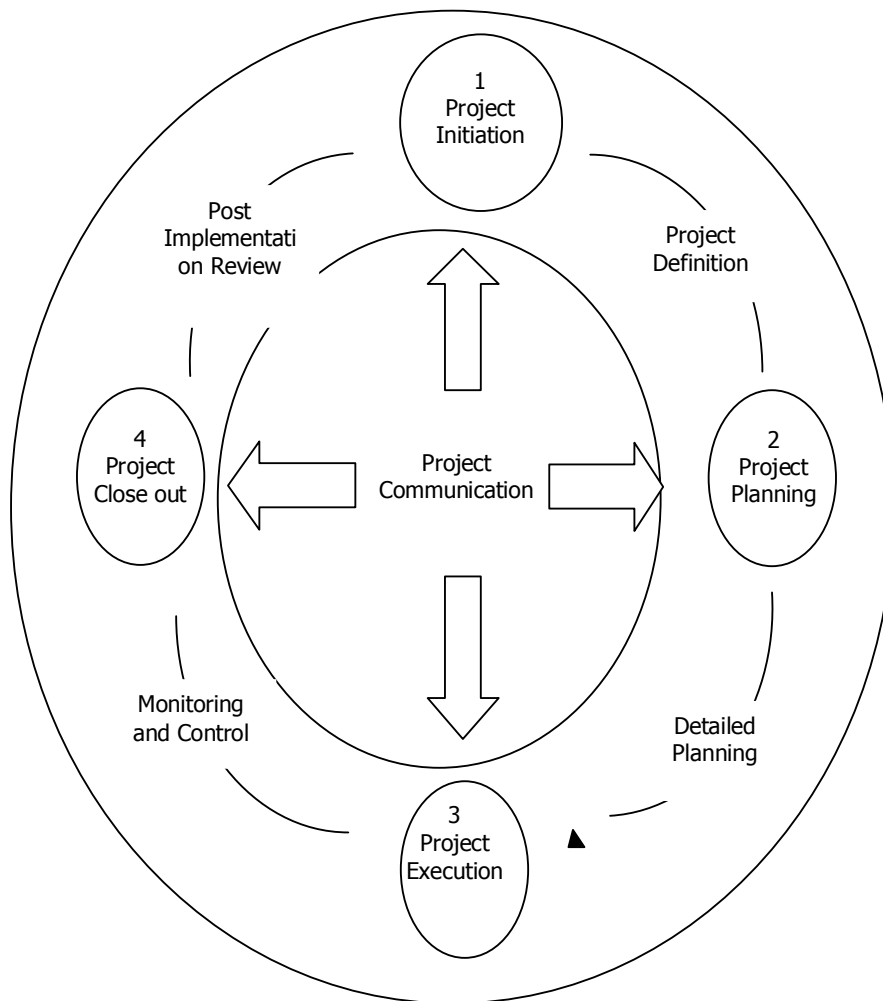 1
Project
Initiation
Post
Implementati
on Review
Project
Definition
4
Project
Close out
Project
Communication
2
Project
Planning
Monitoring
and Control
Detailed
Planning
3
Project
Execution